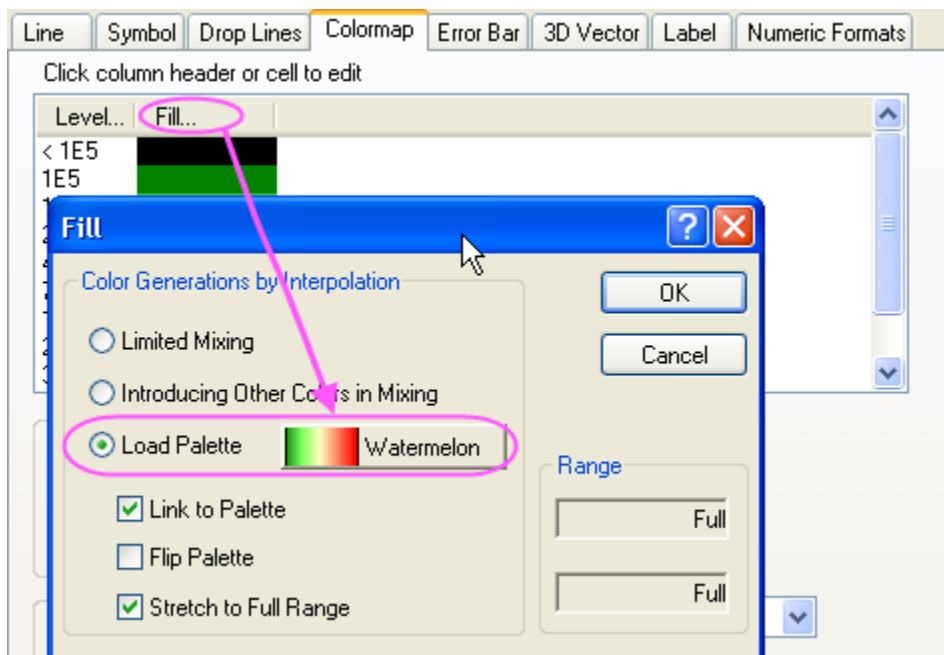 Line Symbol Drop Lines Colormap Error Bar 3D Vector Label Numeric Formats
Click column header or cell to edit
Level... Fill...
< 1E5
1E5
Fill
Color Generations by Interpolation
OK
Limited Mixing
Cancel
Introducing Other Colors in Mixing
Load Palette Watermelon
Range
Link to Palette
Full
Flip Palette
Stretch to Full Range
Full